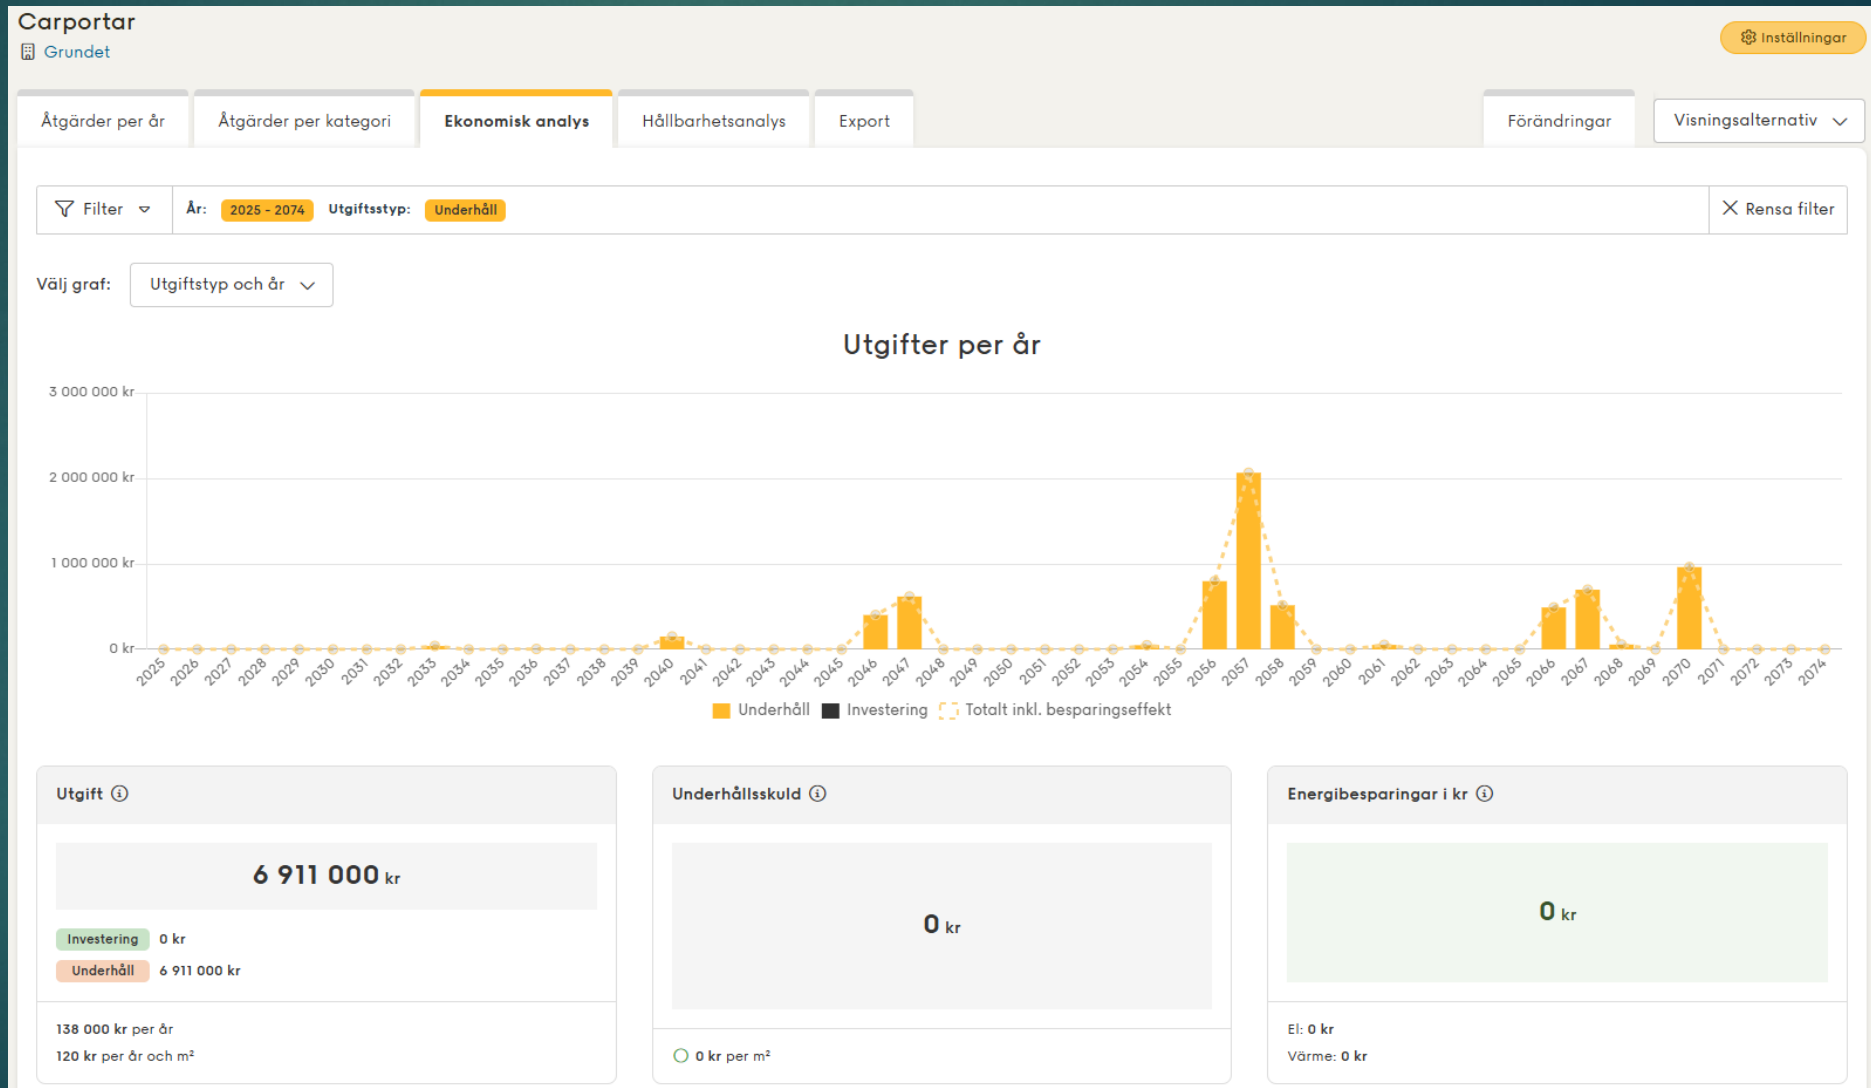 Carportar
Grundet
Inställningar
Åtgärder per år
Åtgärder per kategori
Ekonomisk analys
Hållbarhetsanalys
Export
Förändringar
Visningsalternativ
Filter
År: 2025 - 2074 Utgiftsstyp: Underhåll
Rensa filter
Välj graf: Utgiftstyp och år
Utgifter per år
3 000 000 kr
2 000 000 kr
1 000 000 kr
0 kr
2025 2026 2027 2028 2029 2030 2031 2032 2033 2034 2035 2036 2037 2038 2039 2040 2041 2042 2043 2044 2045 2046 2047 2048 2049 2050 2051 2052 2053 2054 2055 2056 2057 2058 2059 2060 2061 2062 2063 2064 2065 2066 2067 2068 2069 2070 2071 2072 2073 2074
Underhåll Investering Totalt inkl. besparingseffekt
Utgift
6 911 000 kr
Investering 0 kr
Underhåll 6 911 000 kr
138 000 kr per år
120 kr per år och m²
Underhållsskuld
0 kr
0 kr per m²
Energibesparingar i kr
0 kr
El: 0 kr
Värme: 0 kr